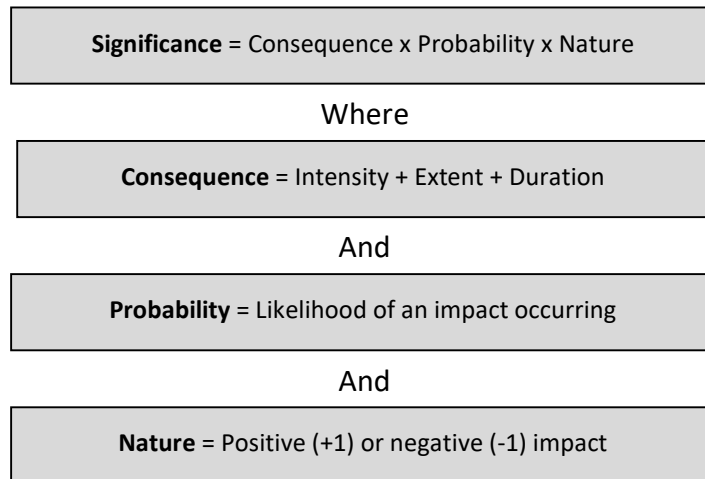 Significance = Consequence x Probability x Nature
Where
Consequence = Intensity + Extent + Duration
And
Probability = Likelihood of an impact occurring
And
Nature = Positive (+1) or negative (-1) impact